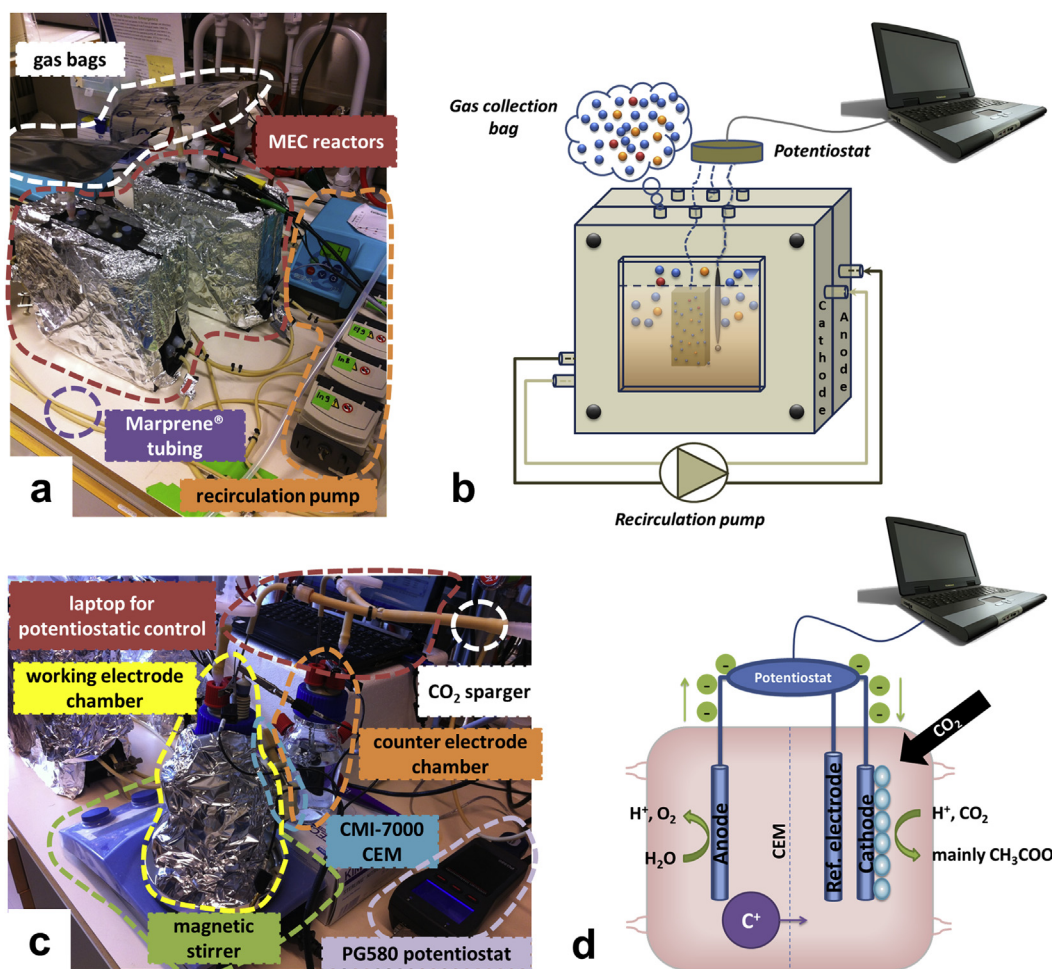 gas bags
MEC reactors
Marprene® tubing
recirculation pump
a
Gas collection
bag
Potentiostat
Cathode
Anode
Recirculation pump
b
laptop for
potentiostatic control
working electrode
chamber
CO2 sparger
counter electrode
chamber
CMI-7000
CEM
magnetic
stirrer
PG580 potentiostat
c
Potentiostat
CO2
H+, O2
H2O
Anode
CEM
Ref. electrode
Cathode
H+, CO2
mainly CH3COO
C+
d